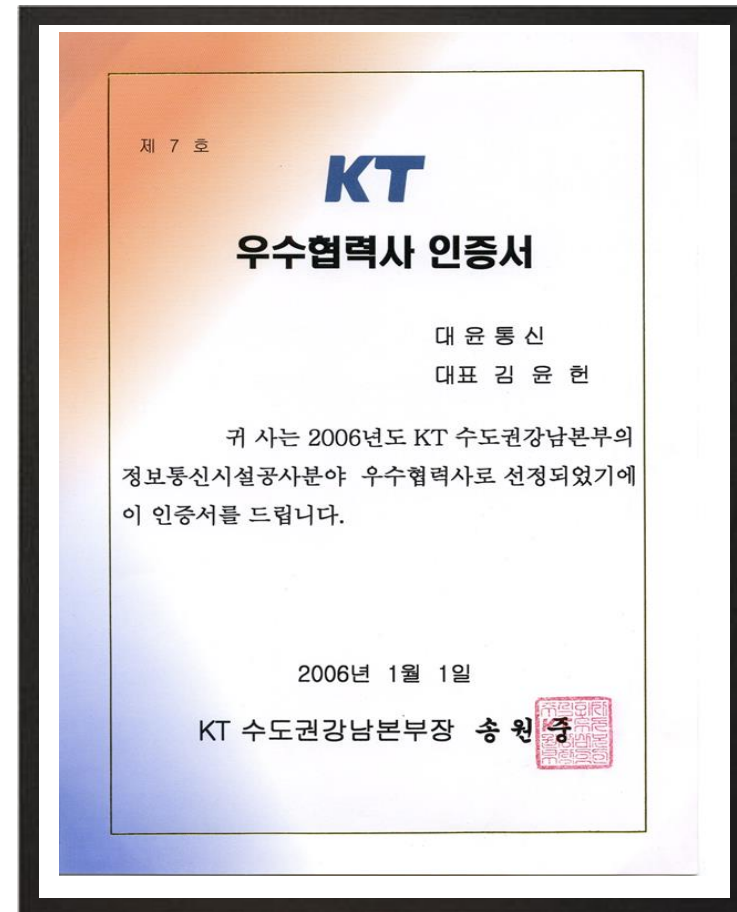 제 7 호
KT
우수협력사 인증서
대윤통신
대표 김 윤 헌
귀 사는 2006년도 KT 수도권강남본부의
정보통신시설공사분야 우수협력사로 선정되었기에
이 인증서를 드립니다.
2006년 1월 1일
KT 수도권강남본부장 송원중